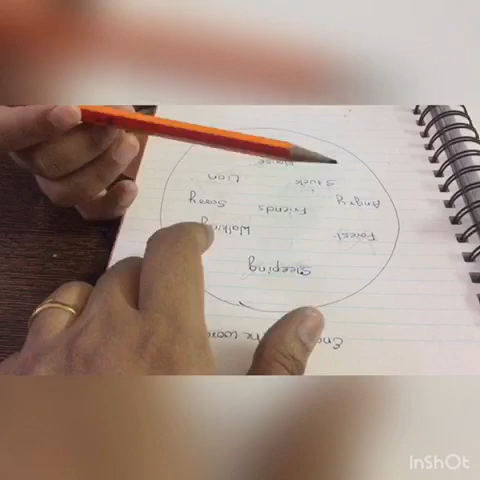 Sleeping
Forest Walking
Angry Friends Sorry
Stuck Lion
InShOt